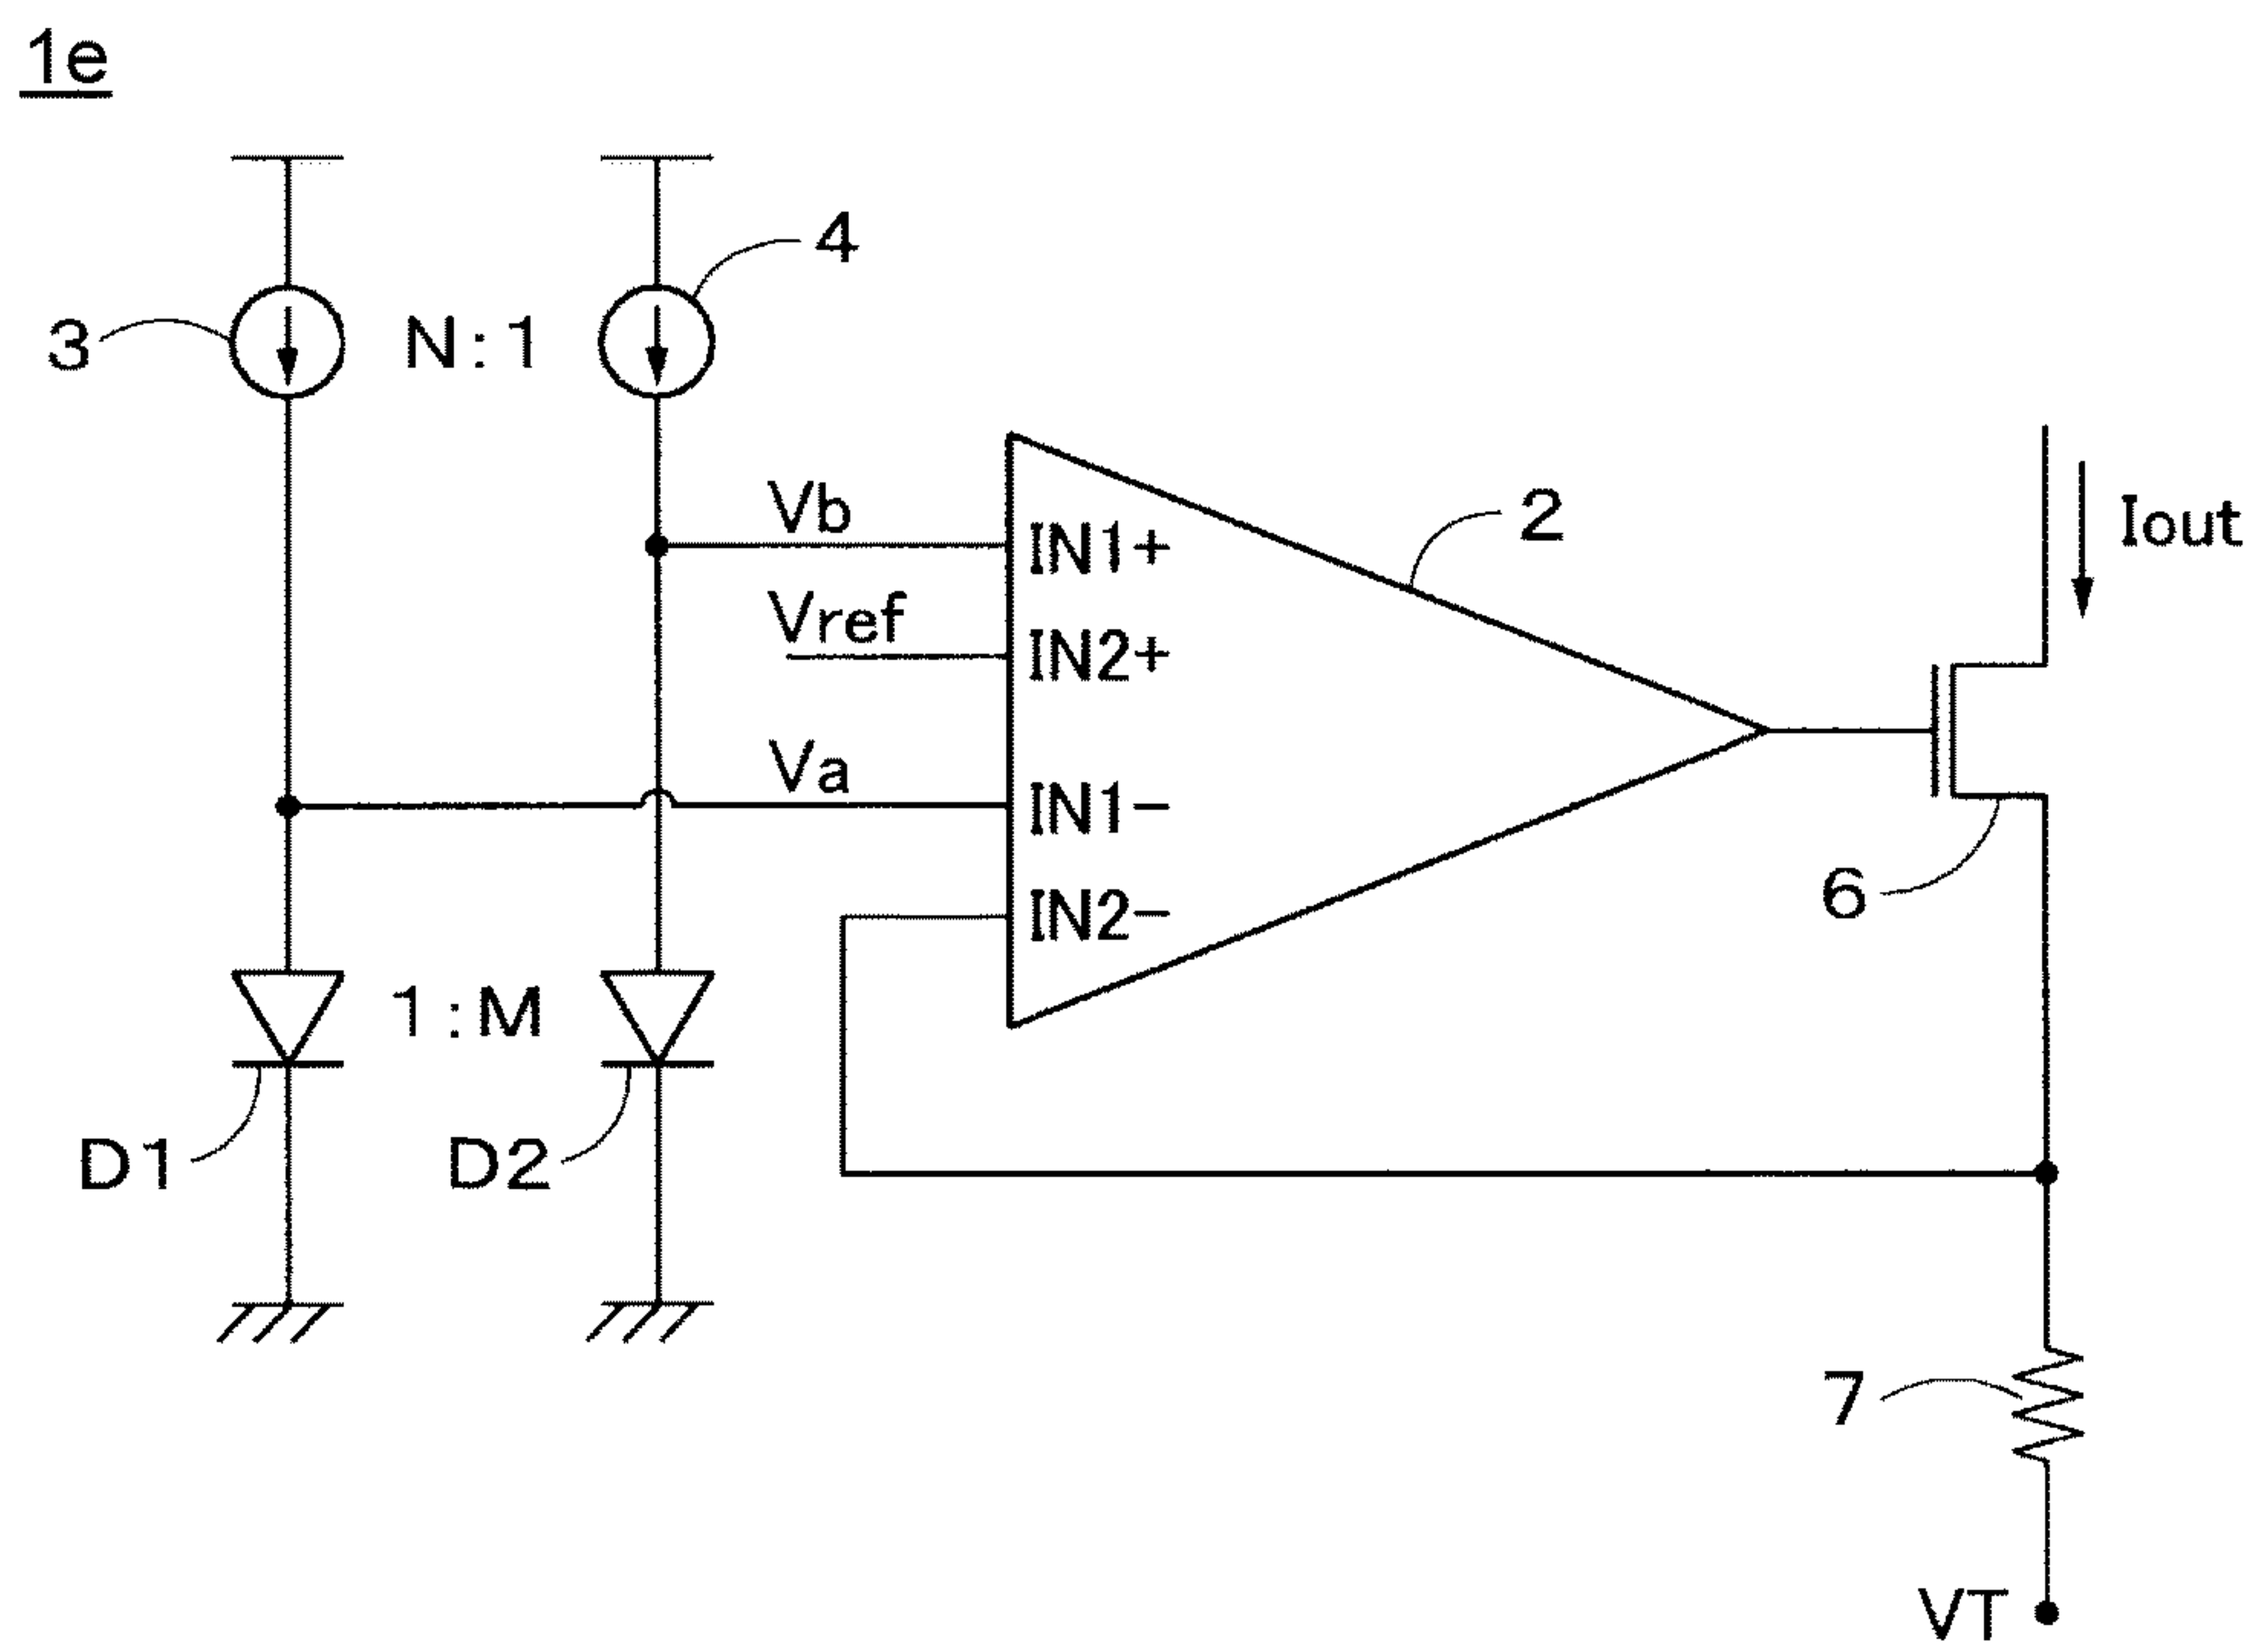 1e
4
3
N:1
Vb
IN1+
2
Iout
Vref
IN2+
Va
IN1-
IN2-
6
1:M
D1
D2
7
VT